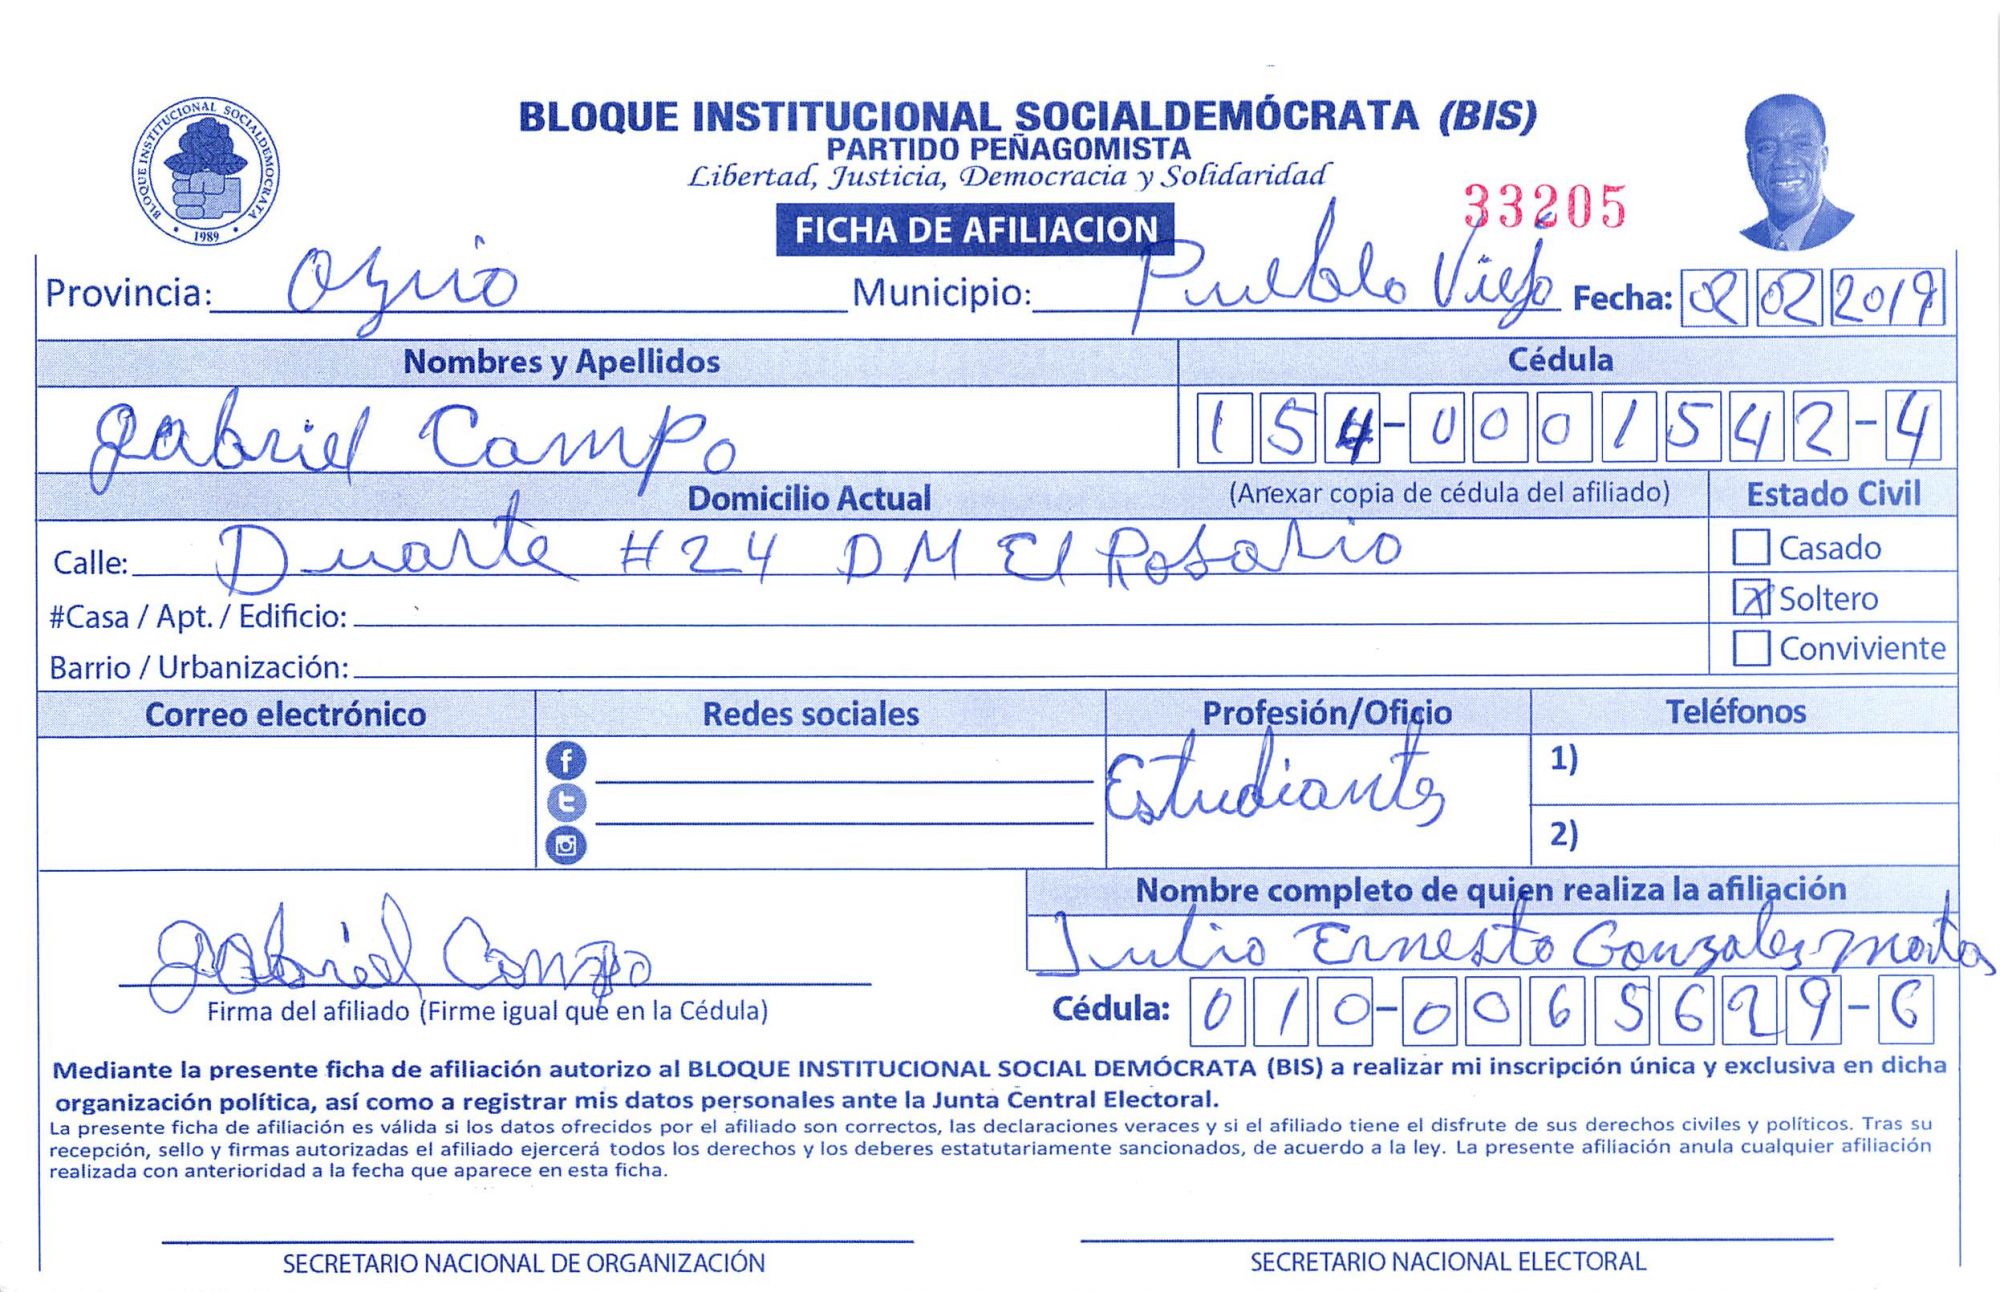 BLOQUE INSTITUCIONAL SOCIALDEMOCRATA
1989
BLOQUE INSTITUCIONAL SOCIALDEMÓCRATA (BIS)
PARTIDO PEÑAGOMISTA
Libertad, Justicia, Democracia y Solidaridad
33205
FICHA DE AFILIACION
Provincia: Municipio: Pueblo Viejo Fecha: 02 02 2019
Nombres y Apellidos Cédula
Gabriel Campo 154-0001542-4
Domicilio Actual (Anexar copia de cédula del afiliado) Estado Civil
Calle: Duarte #24 DM El Rosario Casado
#Casa / Apt. / Edificio: X Soltero
Barrio / Urbanización: Conviviente
Correo electrónico Redes sociales Profesión/Oficio Teléfonos
Estudiante 1)
2)
Nombre completo de quien realiza la afiliación
Gabriel Campo Julio Ernesto Gonzales
Firma del afiliado (Firme igual que en la Cédula) Cédula: 010-0065629-6
Mediante la presente ficha de afiliación autorizo al BLOQUE INSTITUCIONAL SOCIAL DEMÓCRATA (BIS) a realizar mi inscripción única y exclusiva en dicha
organización política, así como a registrar mis datos personales ante la Junta Central Electoral.
La presente ficha de afiliación es válida si los datos ofrecidos por el afiliado son correctos, las declaraciones veraces y si el afiliado tiene el disfrute de sus derechos civiles y políticos. Tras su
recepción, sello y firmas autorizadas el afiliado ejercerá todos los derechos y los deberes estatutariamente sancionados, de acuerdo a la ley. La presente afiliación anula cualquier afiliación
realizada con anterioridad a la fecha que aparece en esta ficha.
SECRETARIO NACIONAL DE ORGANIZACIÓN SECRETARIO NACIONAL ELECTORAL